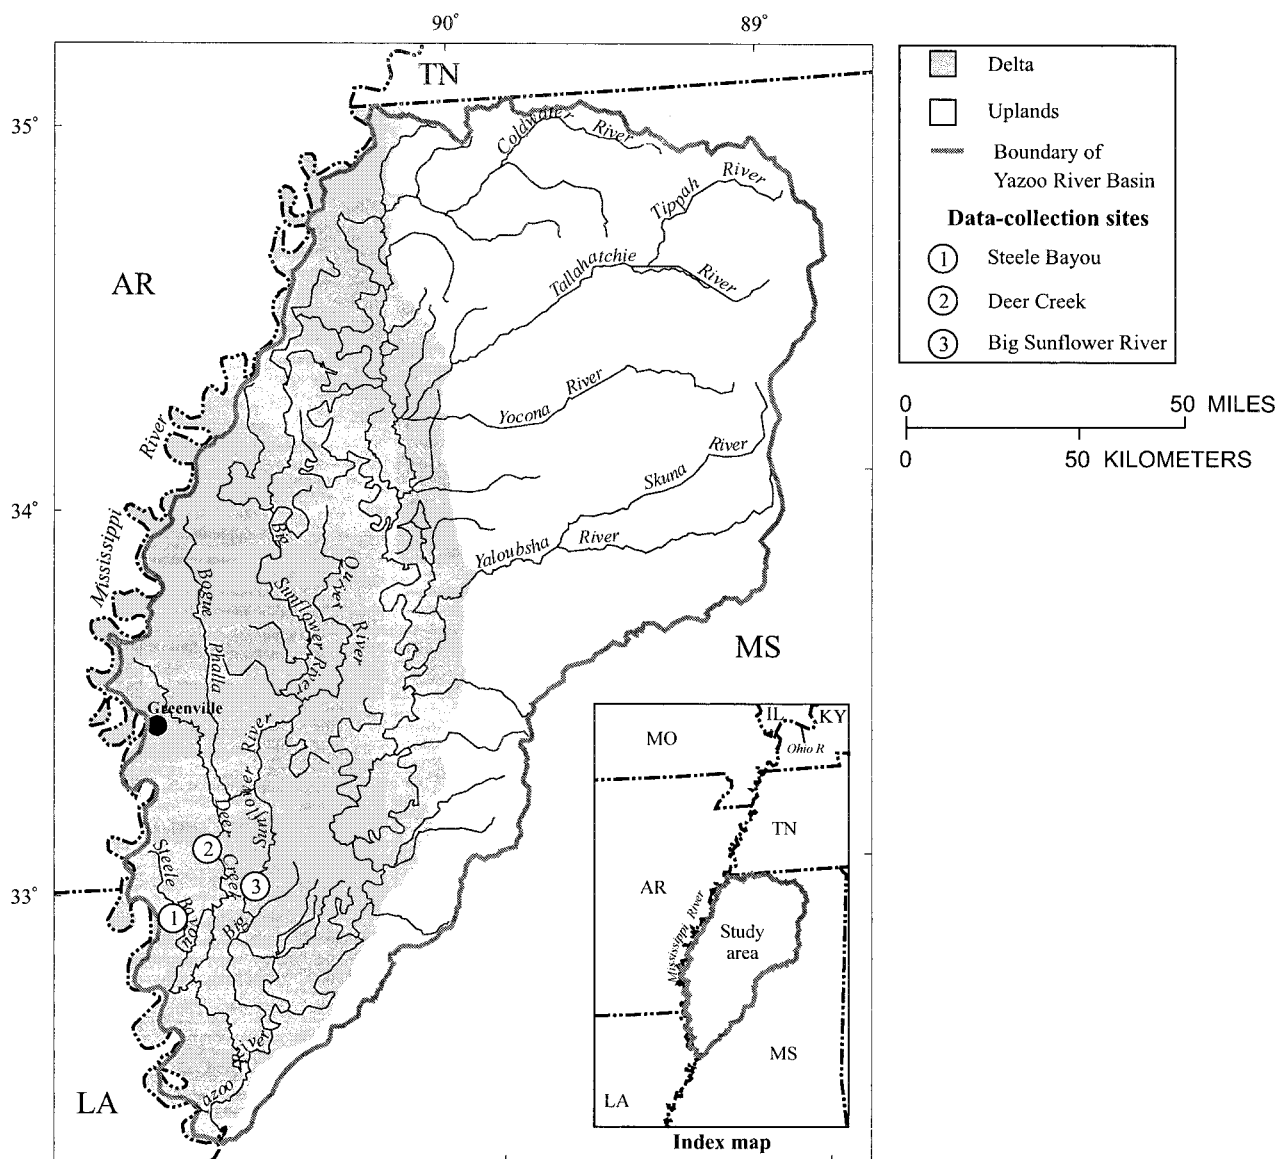 90°
89°
TN
35°
Coldwater River
Tippah River
Tallahatchie River
AR
Yocona River
Skuna River
Mississippi River
34°
Yaloubsha River
Big Sunflower River
Quiver River
Bogue Phalia
MS
Greenville
Big Sunflower River
Deer Creek
2
Steele Bayou
3
33°
1
Yazoo River
LA
Delta
Uplands
Boundary of
Yazoo River Basin
Data-collection sites
1 Steele Bayou
2 Deer Creek
3 Big Sunflower River
0 50 MILES
0 50 KILOMETERS
IL
KY
MO
Ohio R
TN
AR
Mississippi River
Study
area
MS
LA
Index map